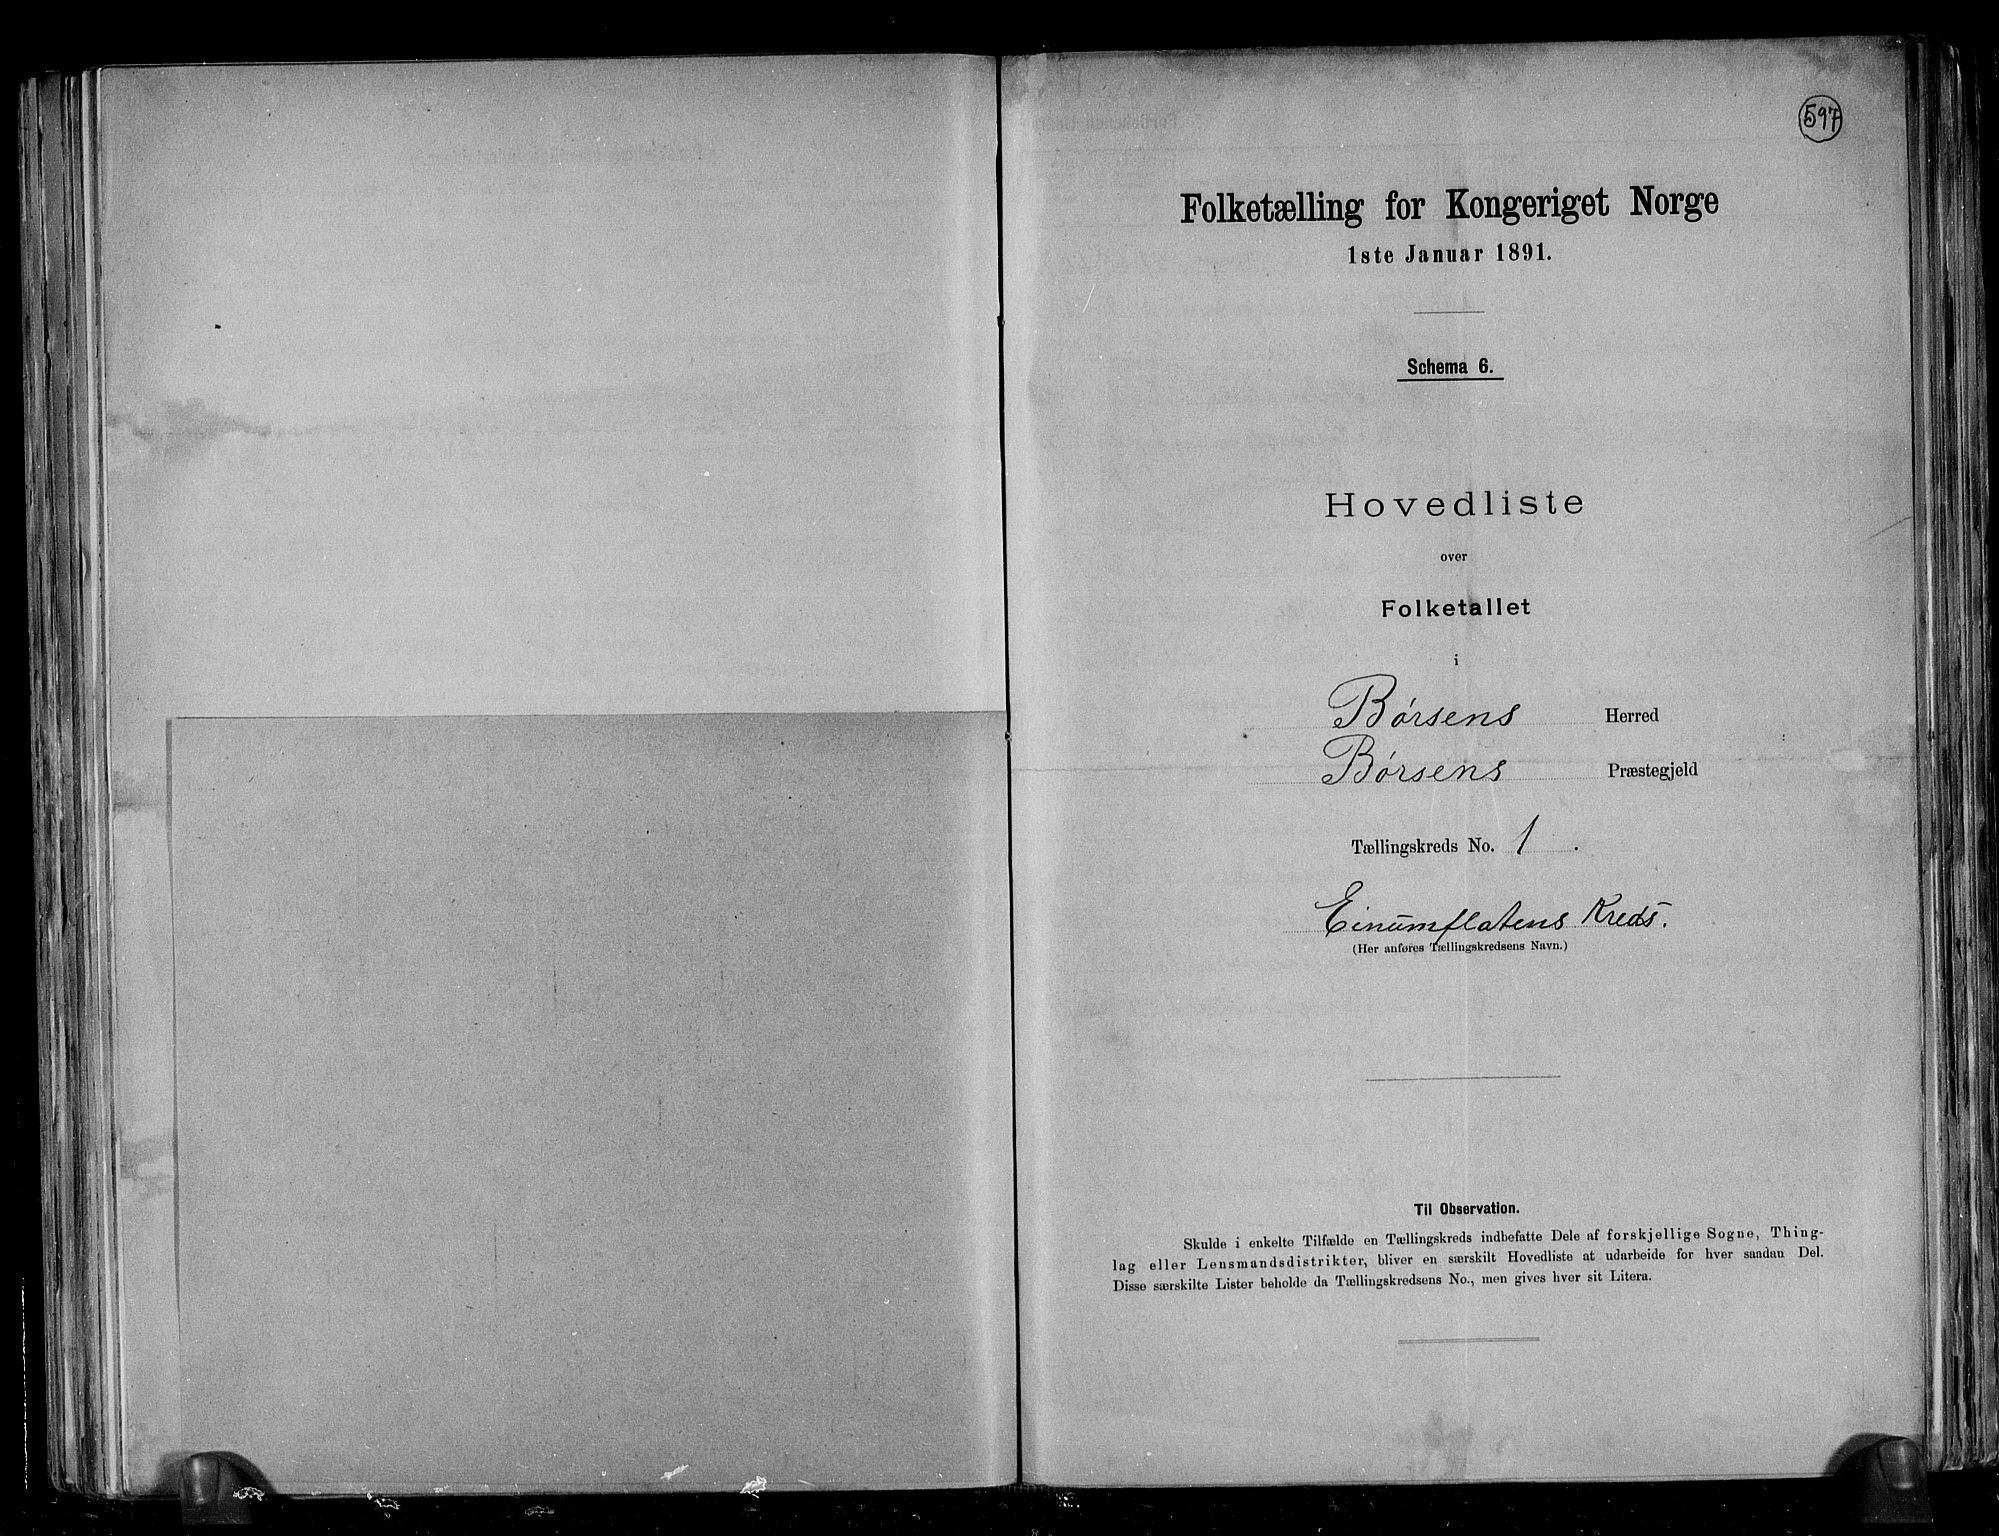 597
Folketælling for Kongeriget Norge
1ste Januar 1891.
Schema 6.
Hovedliste
over
Folketallet
i
Børsens Herred
Børsens Præstegjeld
Tællingskreds No. 1.
Einumflatens Kreds.
(Her anføres Tællingskredsens Navn.)
Til Observation.
Skulde i enkelte Tilfælde en Tællingskreds indbefatte Dele af forskjellige Sogne, Thing-
lag eller Lensmandsdistrikter, bliver en særskilt Hovedliste at udarbeide for hver saadan Del.
Disse særskilte Lister beholde da Tællingskredsens No., men gives hver sit Litera.